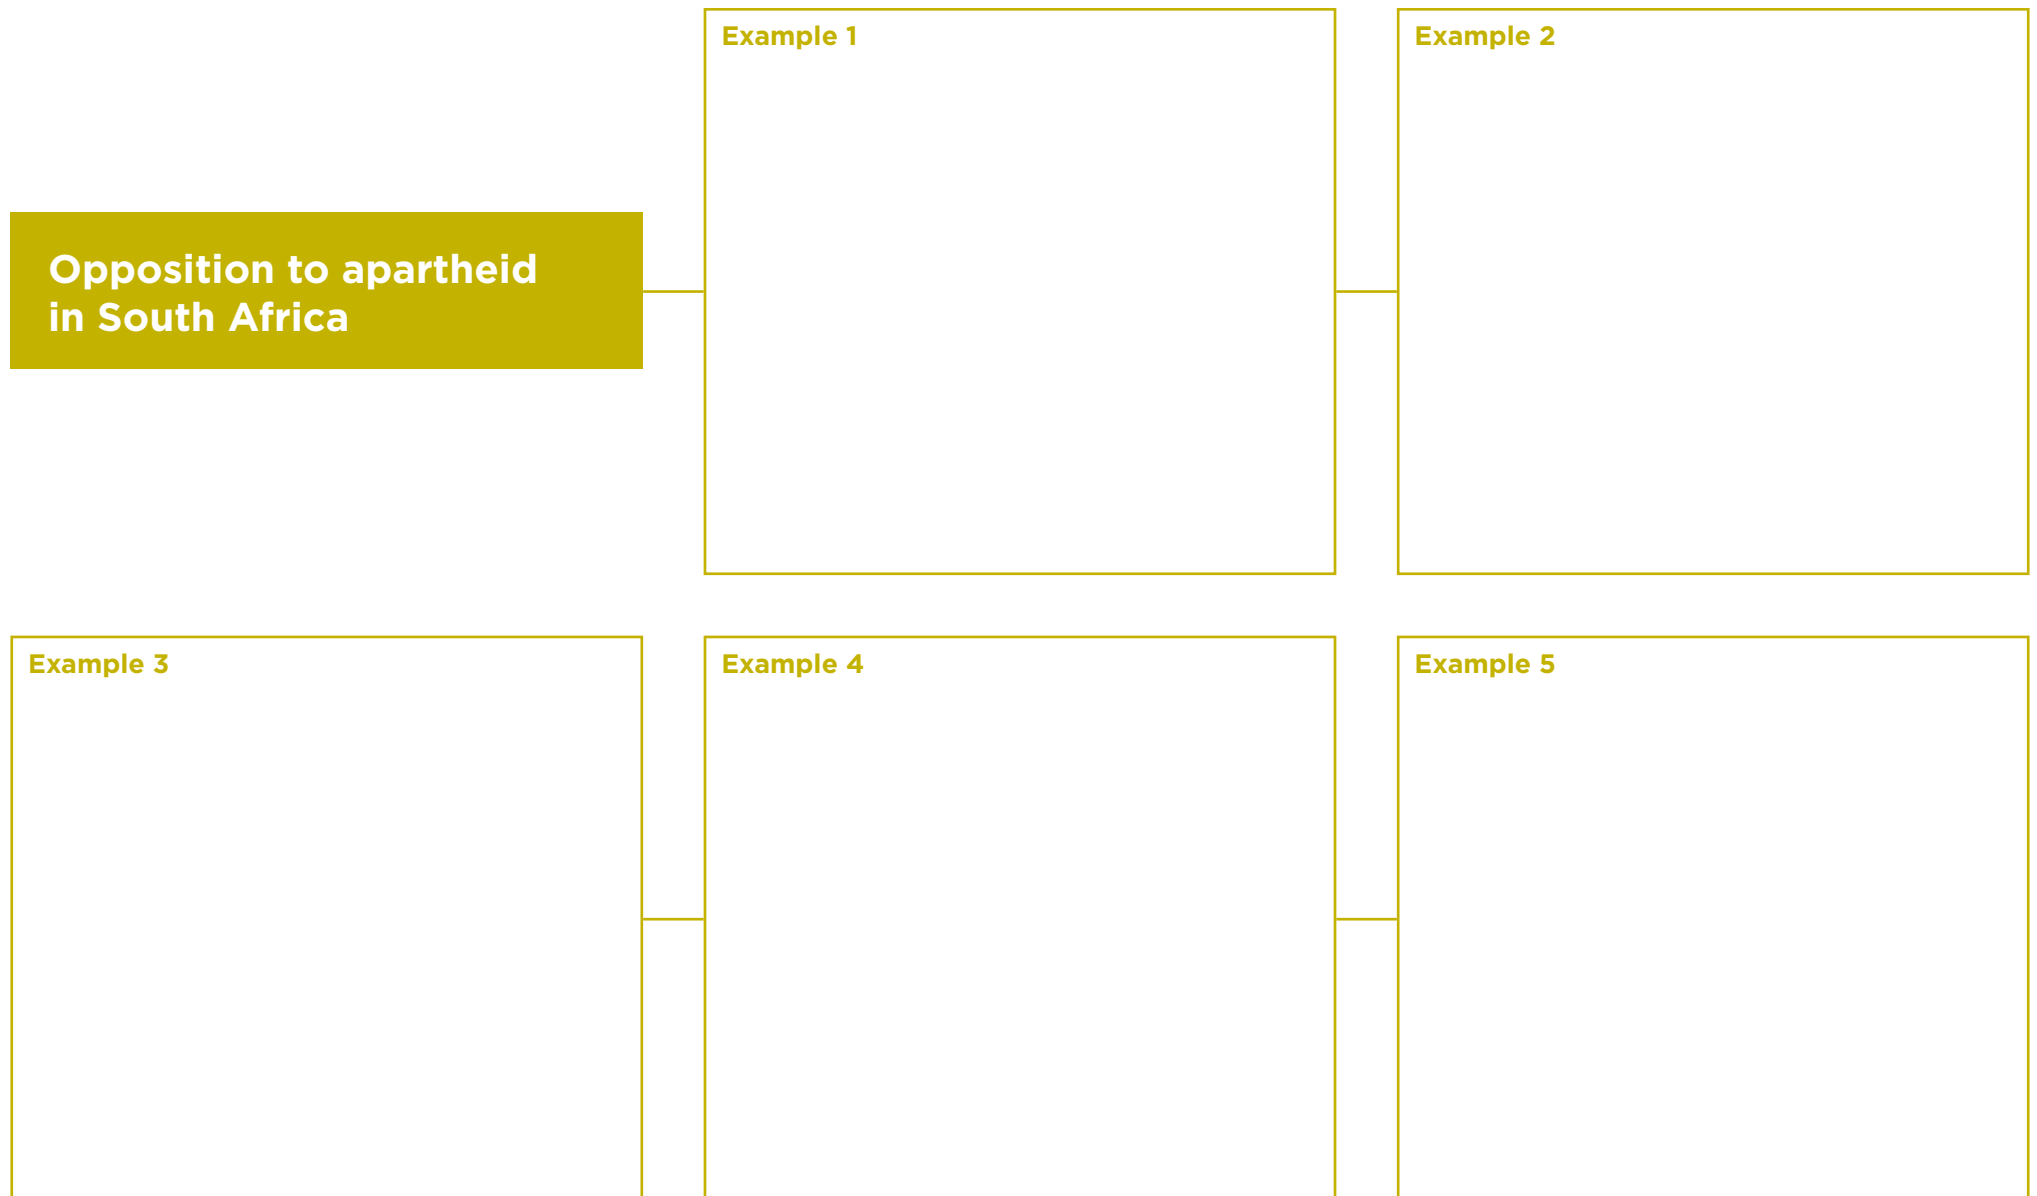 Opposition to apartheid
in South Africa
Example 1
Example 2
Example 3
Example 4
Example 5